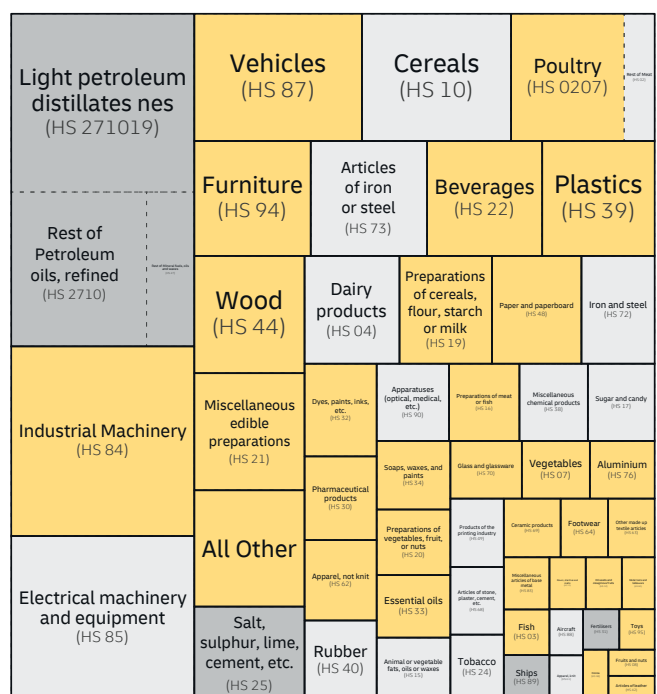 Light petroleum
distillates nes
(HS 271019)
Rest of
Petroleum
oils, refined
(HS 2710)
Industrial Machinery
(HS 84)
Electrical machinery
and equipment
(HS 85)
Vehicles
(HS 87)
Cereals
(HS 10)
Poultry
(HS 0207)
Rest of Meat
Furniture
(HS 94)
Articles
of iron
or steel
(HS 73)
Beverages
(HS 22)
Plastics
(HS 39)
Wood
(HS 44)
Dairy
products
(HS 04)
Preparations
of cereals,
flour, starch
or milk
(HS 19)
Paper and paperboard
(HS 48)
Iron and steel
(HS 72)
Miscellaneous
edible
preparations
(HS 21)
Dyes, paints, inks,
etc.
(HS 32)
Apparatuses
(optical, medical,
etc.)
(HS 90)
Preparations of meat
or fish
(HS 16)
Miscellaneous
chemical products
(HS 38)
Sugar and candy
(HS 17)
Soaps, waxes, and
paints
(HS 34)
Glass and glassware
(HS 70)
Vegetables
(HS 07)
Aluminium
(HS 76)
All Other
Pharmaceutical
products
(HS 30)
Preparations of
vegetables, fruit,
or nuts
(HS 20)
Products of the
printing industry
(HS 49)
Ceramic products
(HS 69)
Footwear
(HS 64)
Other made up
textile articles
(HS 63)
Apparel, not knit
(HS 62)
Essential oils
(HS 33)
Articles of stone,
plaster, cement,
etc.
(HS 68)
Miscellaneous
articles of base
metal
(HS 83)
Salt,
sulphur, lime,
cement, etc.
(HS 25)
Rubber
(HS 40)
Animal or vegetable
fats, oils or waxes
(HS 15)
Tobacco
(HS 24)
Fish
(HS 03)
Aircraft
(HS 88)
Fertilisers
(HS 31)
Toys
(HS 95)
Ships
(HS 89)
Fruits and nuts
(HS 08)
Articles of leather